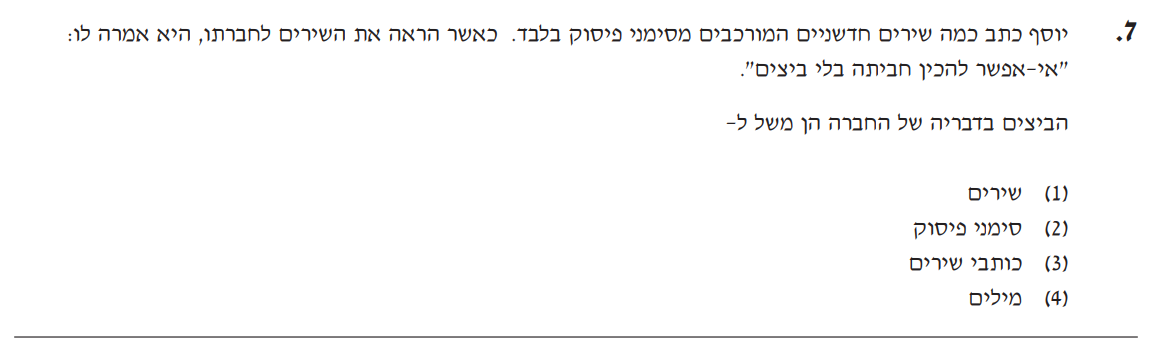 7. יוסף כתב כמה שירים חדשניים המורכבים מסימני פיסוק בלבד. כאשר הראה את השירים לחברתו, היא אמרה לו:
"אי-אפשר להכין חביתה בלי ביצים".
הביצים בדבריה של החברה הן משל ל-
(1) שירים
(2) סימני פיסוק
(3) כותבי שירים
(4) מילים